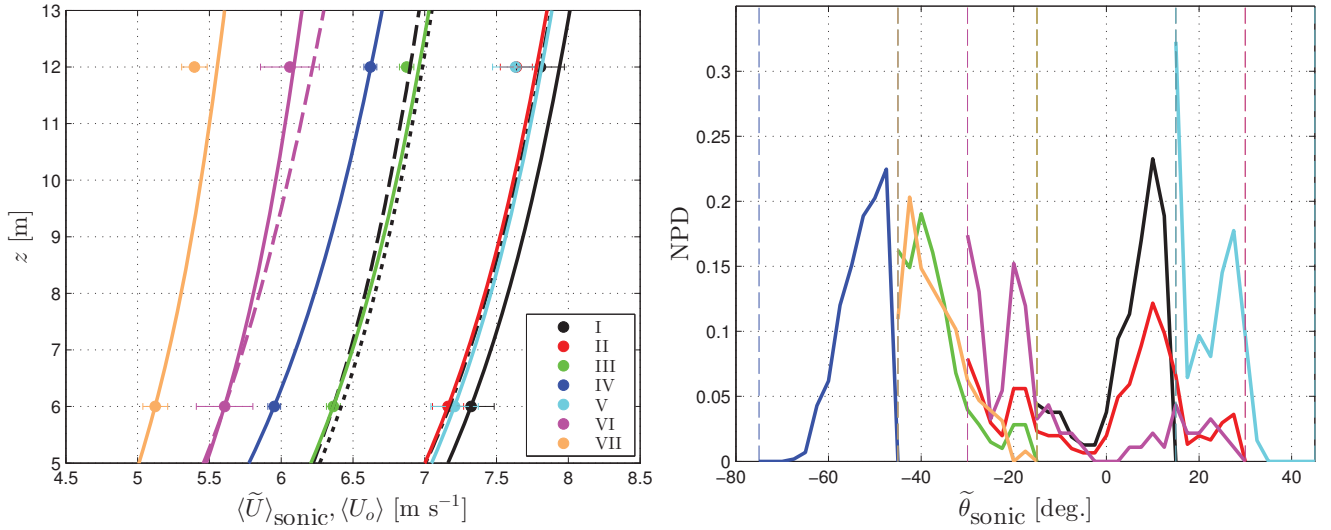 13
12
11
10
9
8
7
6
5
z [m]
4.5 5 5.5 6 6.5 7 7.5 8 8.5
⟨Ũ⟩sonic, ⟨Uo⟩ [m s⁻¹]
I
II
III
IV
V
VI
VII
0.3
0.25
0.2
0.15
0.1
0.05
0
NPD
−80 −60 −40 −20 0 20 40
θ̃sonic [deg.]